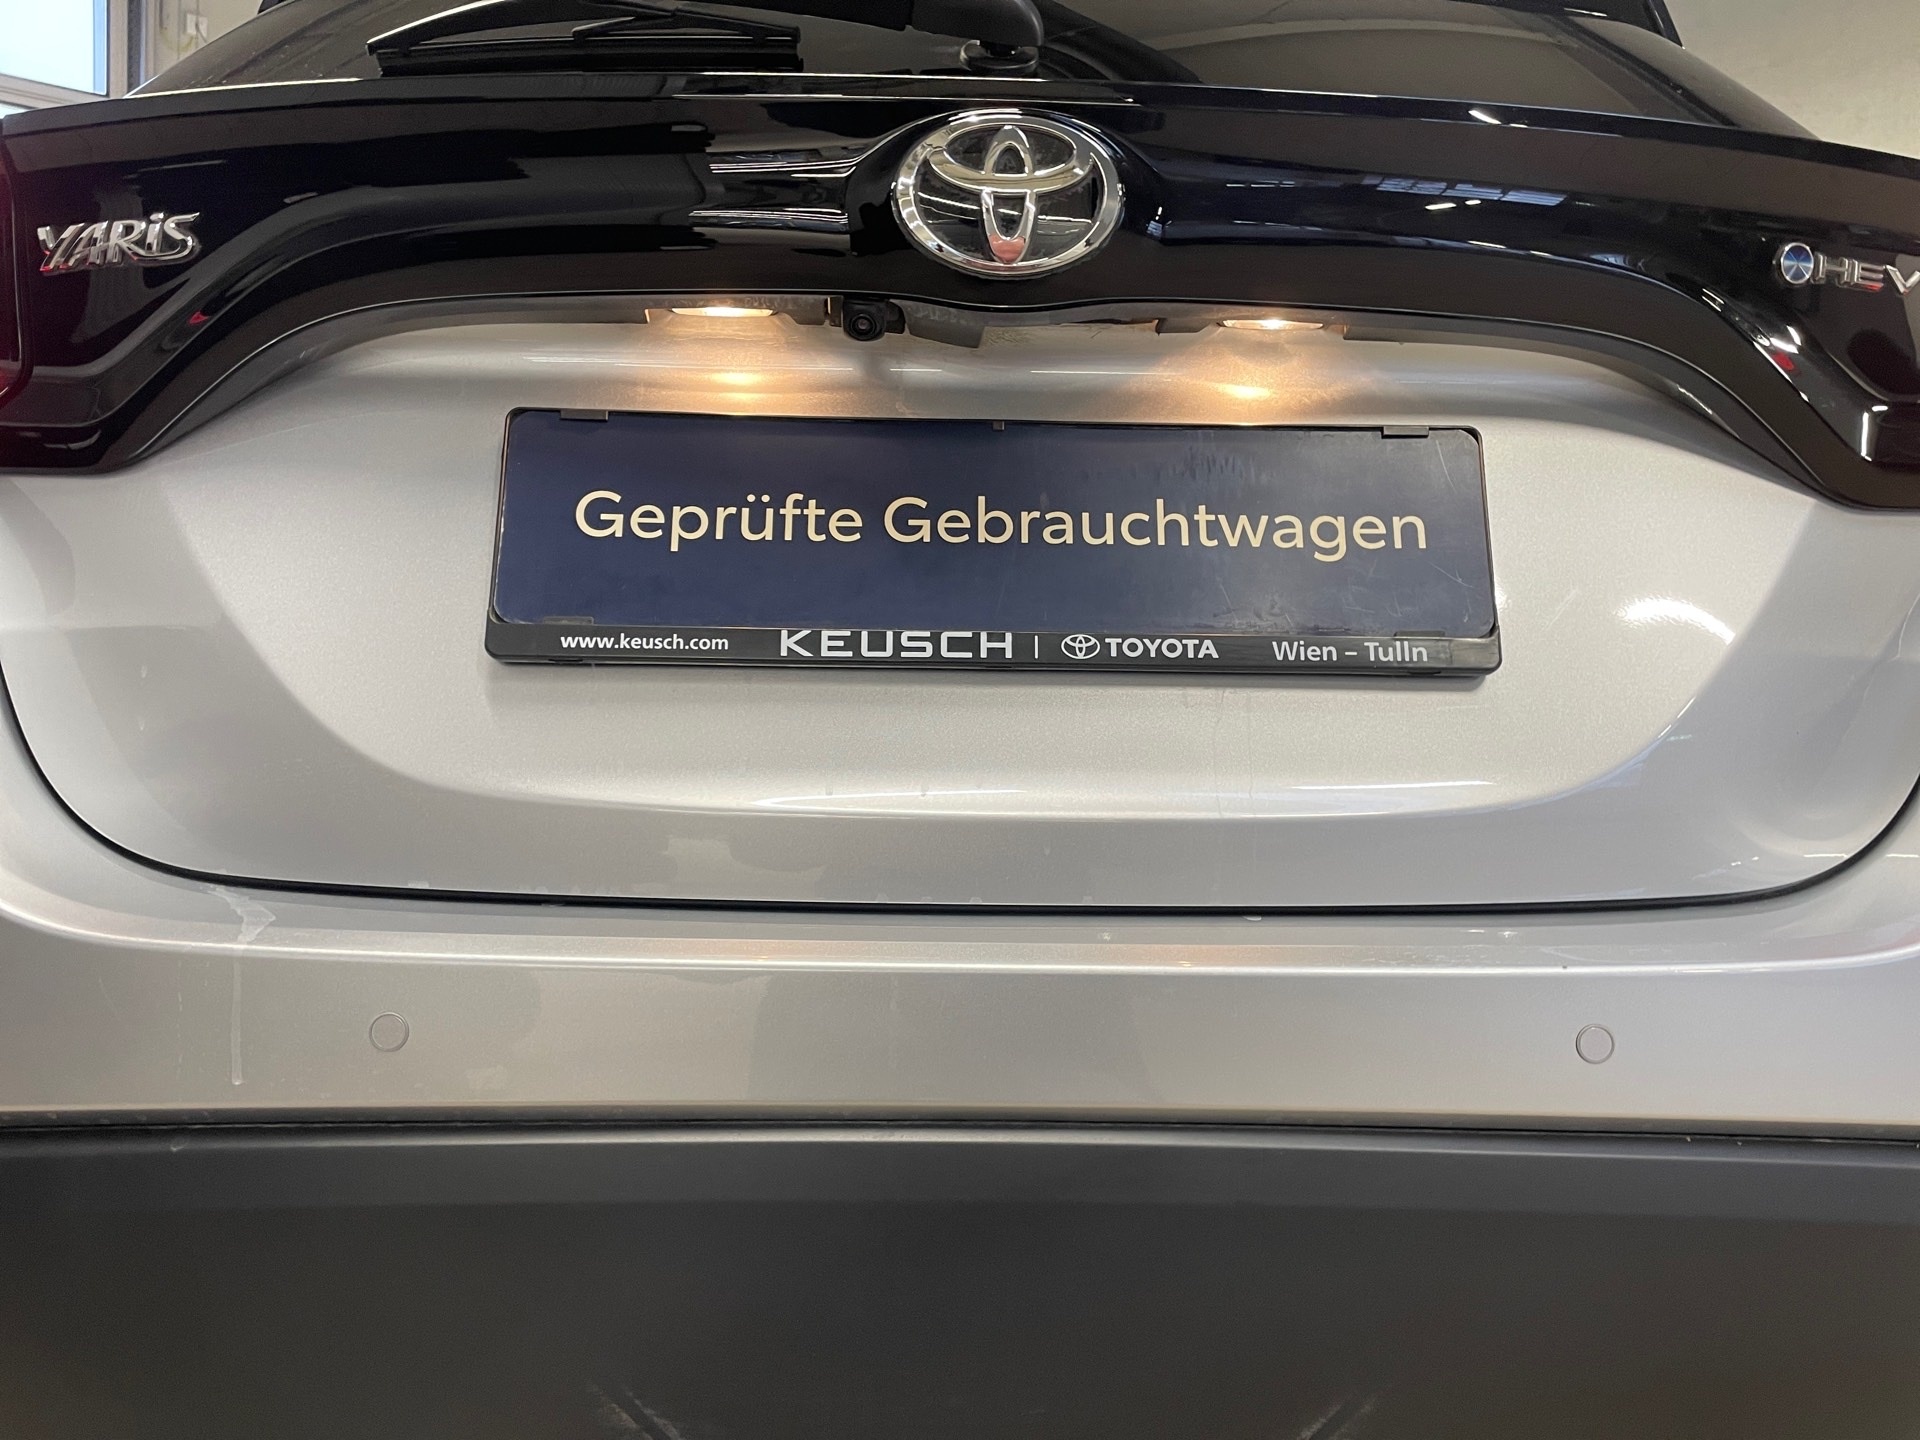 YARiS
HEV
Geprüfte Gebrauchtwagen
www.keusch.com KEUSCH | TOYOTA Wien – Tulln